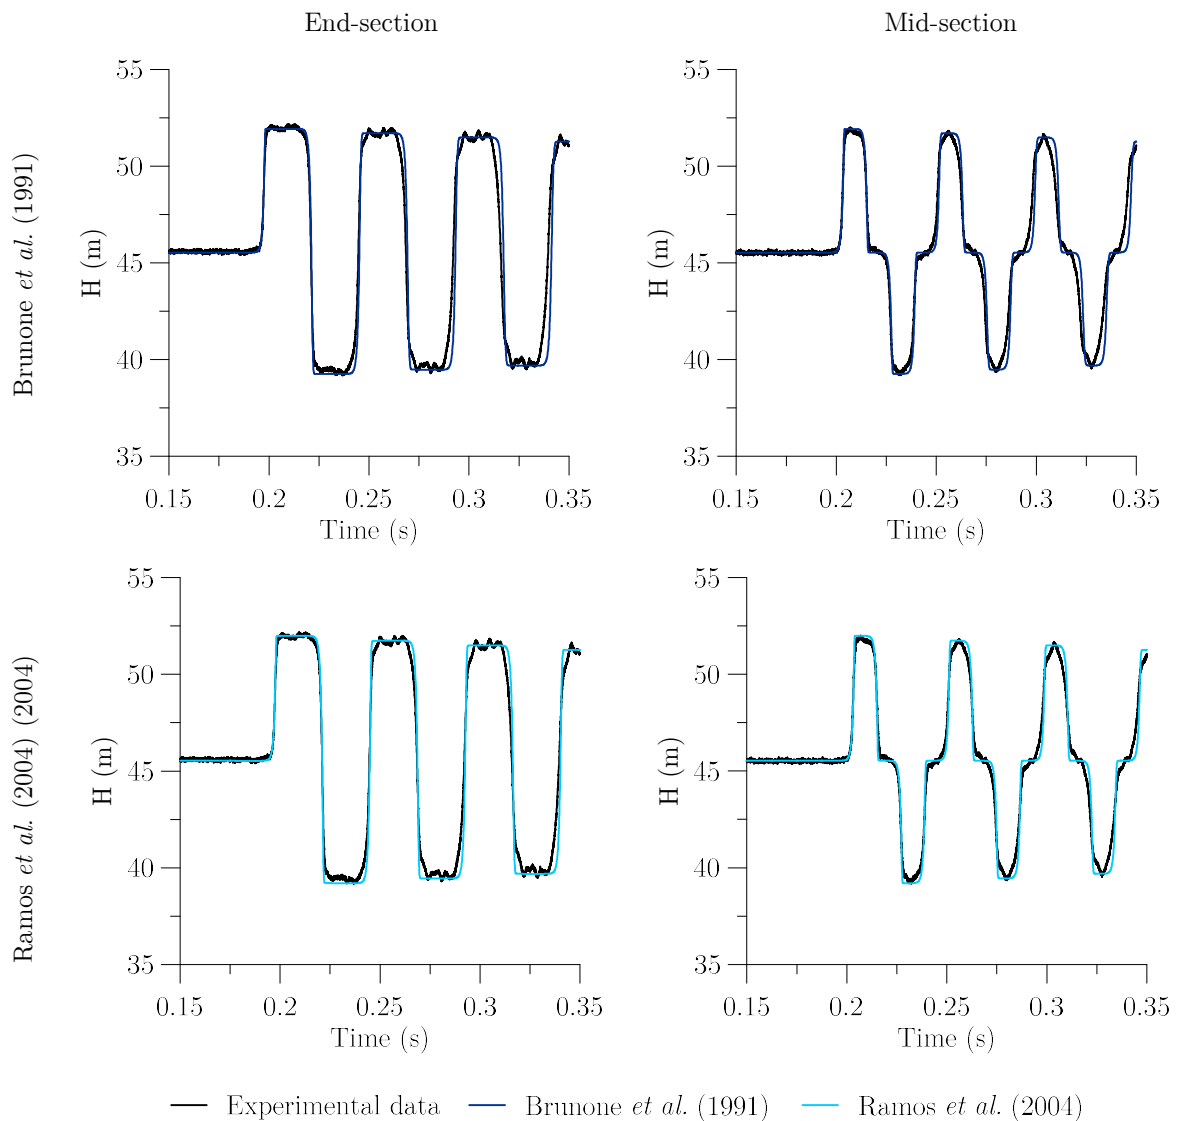 End-section
Mid-section
Brunone et al. (1991)
55
50
45
40
35
H (m)
0.15 0.2 0.25 0.3 0.35
Time (s)
55
50
45
40
35
H (m)
0.15 0.2 0.25 0.3 0.35
Time (s)
Ramos et al. (2004) (2004)
55
50
45
40
35
H (m)
0.15 0.2 0.25 0.3 0.35
Time (s)
55
50
45
40
35
H (m)
0.15 0.2 0.25 0.3 0.35
Time (s)
Experimental data Brunone et al. (1991) Ramos et al. (2004)